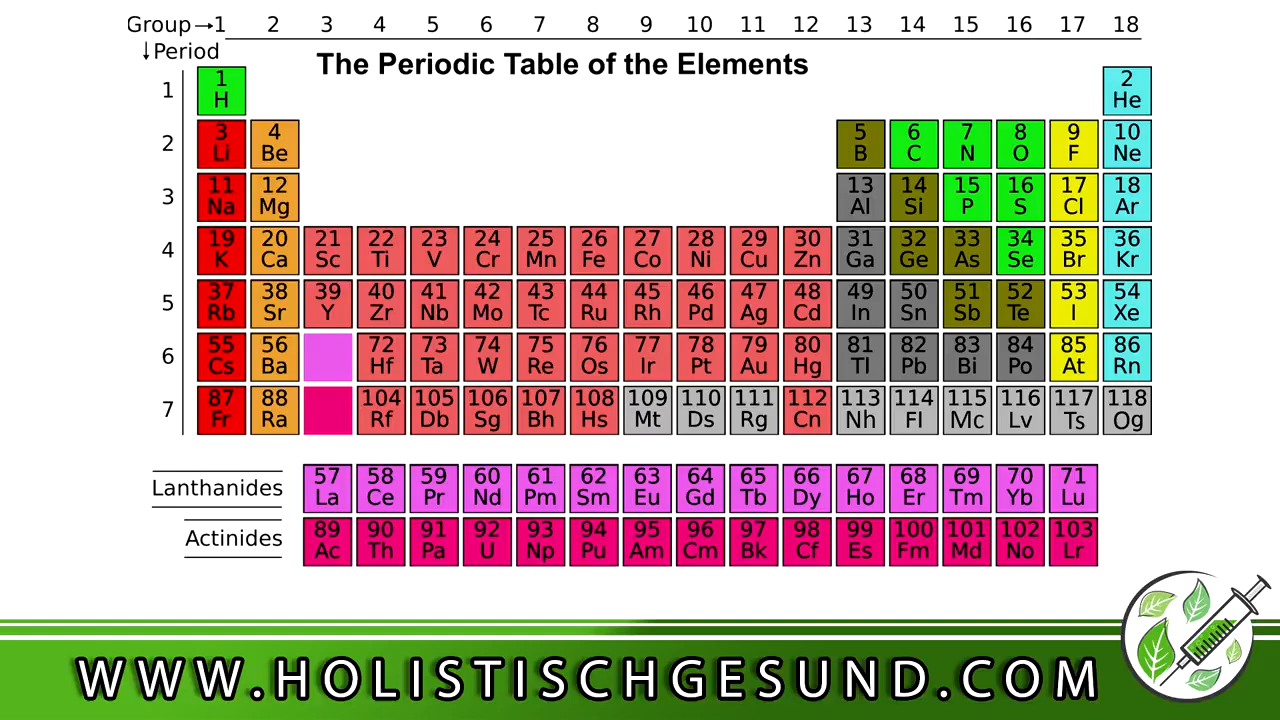 Group→1 2 3 4 5 6 7 8 9 10 11 12 13 14 15 16 17 18
↓Period
The Periodic Table of the Elements
1 2
1
H He
3 4 5 6 7 8 9 10
2
Li Be B C N O F Ne
11 12 13 14 15 16 17 18
3
Na Mg Al Si P S Cl Ar
19 20 21 22 23 24 25 26 27 28 29 30 31 32 33 34 35 36
4
K Ca Sc Ti V Cr Mn Fe Co Ni Cu Zn Ga Ge As Se Br Kr
37 38 39 40 41 42 43 44 45 46 47 48 49 50 51 52 53 54
5
Rb Sr Y Zr Nb Mo Tc Ru Rh Pd Ag Cd In Sn Sb Te I Xe
55 56 72 73 74 75 76 77 78 79 80 81 82 83 84 85 86
6
Cs Ba Hf Ta W Re Os Ir Pt Au Hg Tl Pb Bi Po At Rn
87 88 104 105 106 107 108 109 110 111 112 113 114 115 116 117 118
7
Fr Ra Rf Db Sg Bh Hs Mt Ds Rg Cn Nh Fl Mc Lv Ts Og
57 58 59 60 61 62 63 64 65 66 67 68 69 70 71
Lanthanides
La Ce Pr Nd Pm Sm Eu Gd Tb Dy Ho Er Tm Yb Lu
89 90 91 92 93 94 95 96 97 98 99 100 101 102 103
Actinides
Ac Th Pa U Np Pu Am Cm Bk Cf Es Fm Md No Lr
WWW.HOLISTISCHGESUND.COM